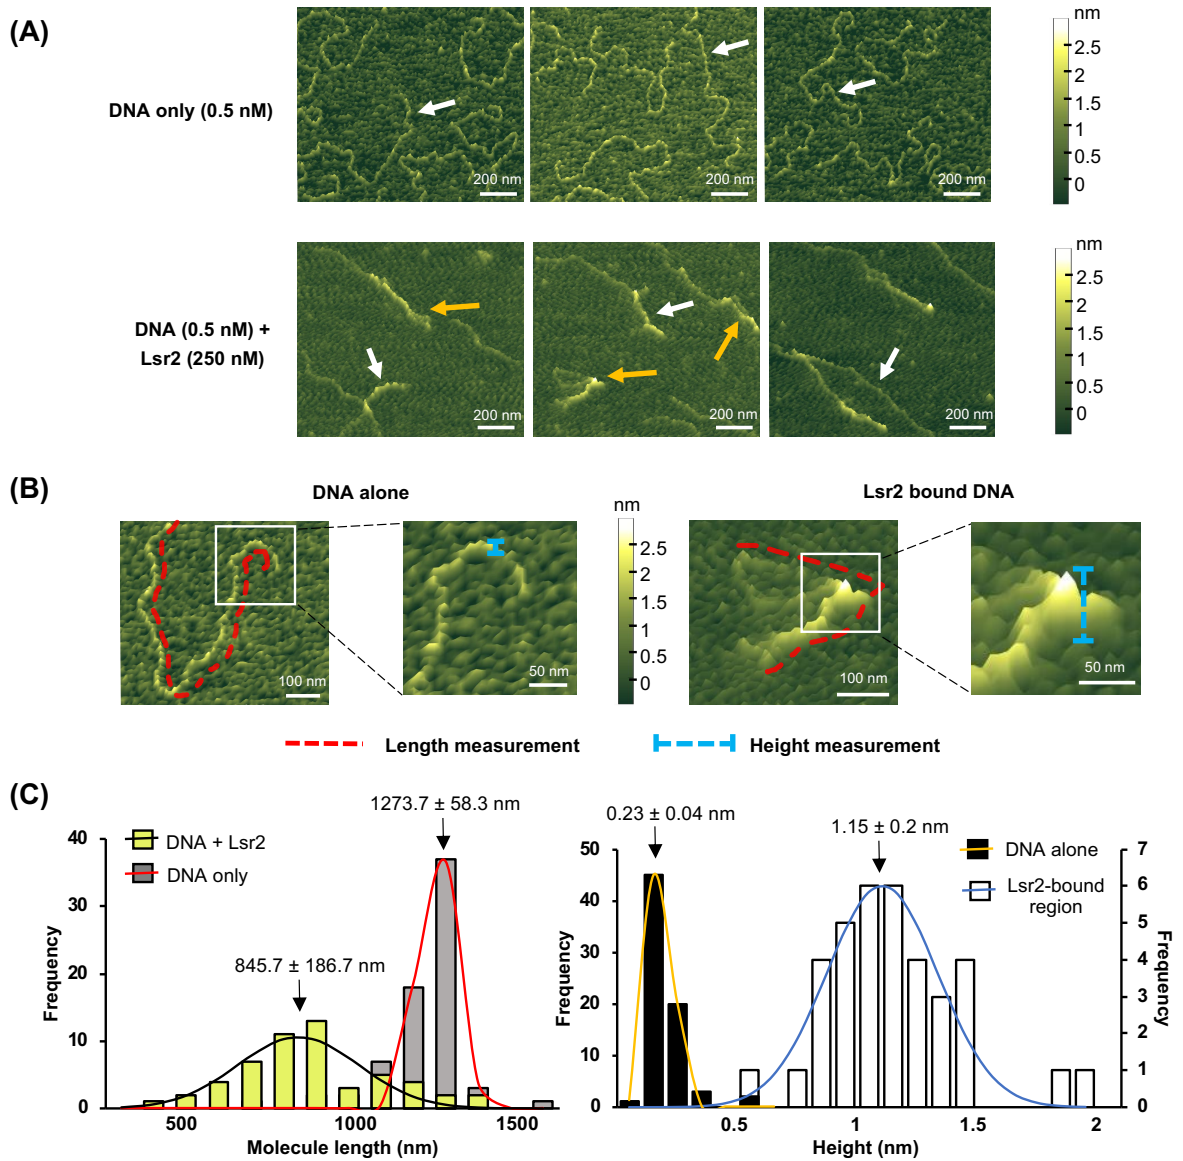 (A)
DNA only (0.5 nM)
200 nm
200 nm
200 nm
nm
2.5
2
1.5
1
0.5
0
DNA (0.5 nM) +
Lsr2 (250 nM)
200 nm
200 nm
200 nm
nm
2.5
2
1.5
1
0.5
0
(B)
DNA alone
Lsr2 bound DNA
100 nm
50 nm
nm
2.5
2
1.5
1
0.5
0
100 nm
50 nm
Length measurement
Height measurement
(C)
1273.7 ± 58.3 nm
DNA + Lsr2
DNA only
845.7 ± 186.7 nm
Frequency
40
30
20
10
0
500
1000
1500
Molecule length (nm)
0.23 ± 0.04 nm
1.15 ± 0.2 nm
DNA alone
Lsr2-bound
region
Frequency
50
40
30
20
10
0
0.5
1
1.5
2
Height (nm)
7
6
5
4
3
2
1
0
Frequency